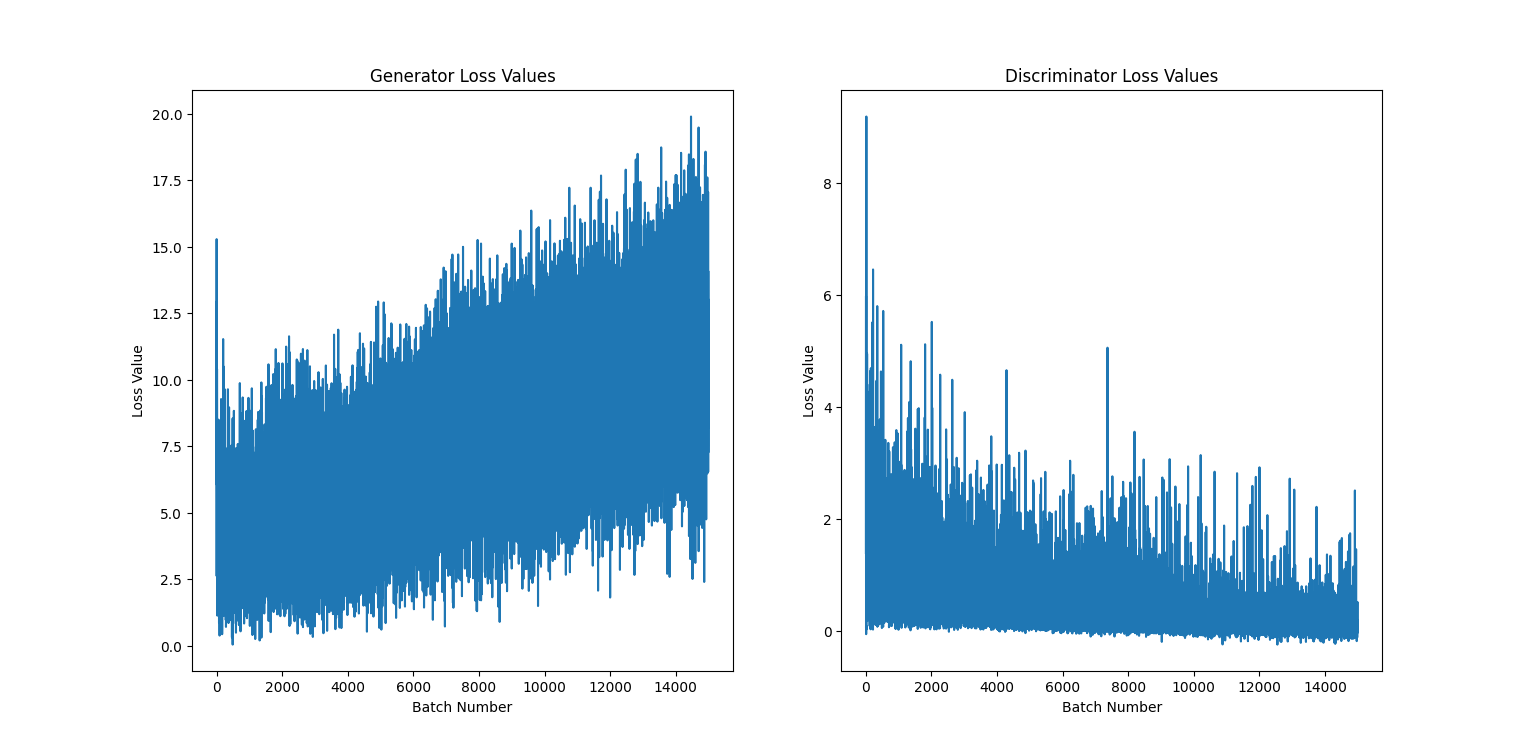 Generator Loss Values
Loss Value
20.0
17.5
15.0
12.5
10.0
7.5
5.0
2.5
0.0
0 2000 4000 6000 8000 10000 12000 14000
Batch Number
Discriminator Loss Values
Loss Value
8
6
4
2
0
0 2000 4000 6000 8000 10000 12000 14000
Batch Number